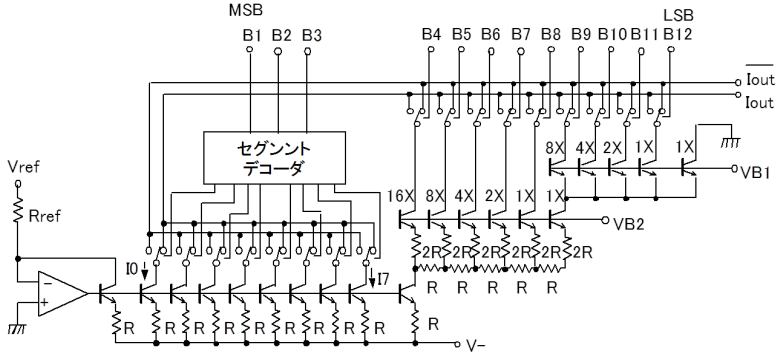 MSB
LSB
B1 B2 B3
B4 B5 B6 B7 B8 B9 B10 B11 B12
Iout
Iout
セグンント
デコーダ
8X 4X 2X 1X 1X
VB1
Vref
Rref
16X 8X 4X 2X 1X 1X
VB2
2R 2R 2R 2R 2R 2R
I0
I7
R R R R R
R R R R R R R R R R
V-
− 
+